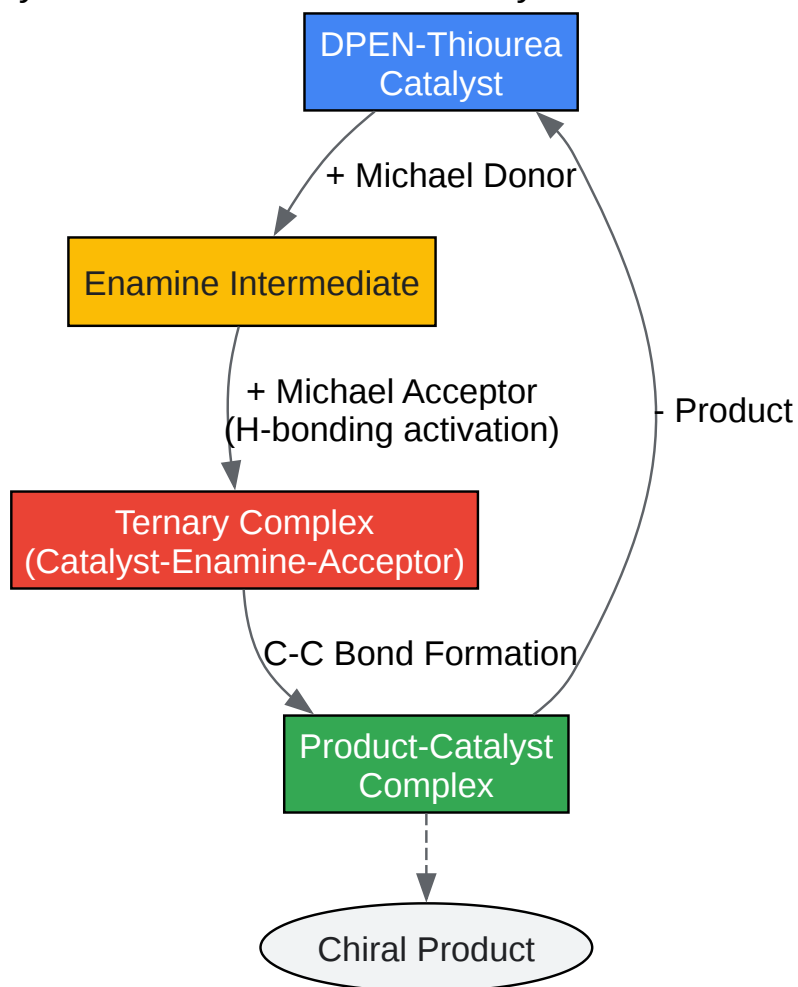 DPEN-Thiourea
Catalyst
+ Michael Donor
Enamine Intermediate
+ Michael Acceptor
(H-bonding activation)
- Product
Ternary Complex
(Catalyst-Enamine-Acceptor)
C-C Bond Formation
Product-Catalyst
Complex
Chiral Product